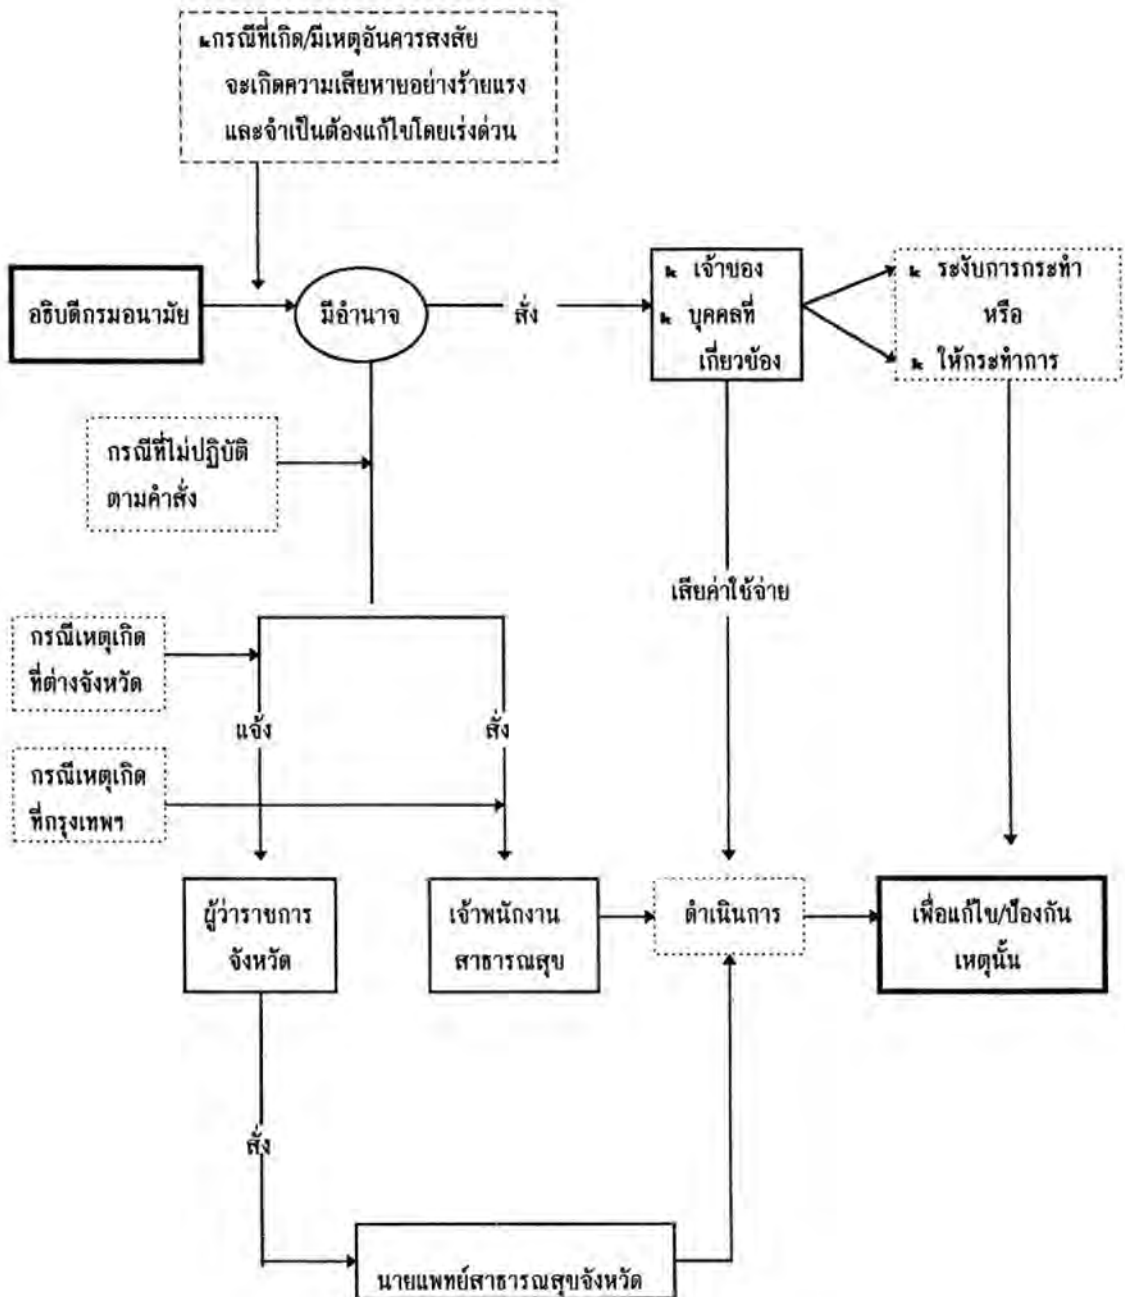 กรณีที่เกิด/มีเหตุอันควรสงสัย
จะเกิดความเสียหายอย่างร้ายแรง
และจำเป็นต้องแก้ไขโดยเร่งด่วน
อธิบดีกรมอนามัย
มีอำนาจ
สั่ง
เจ้าของ
บุคคลที่
เกี่ยวข้อง
ระงับการกระทำ
หรือ
ให้กระทำการ
กรณีที่ไม่ปฏิบัติ
ตามคำสั่ง
เสียค่าใช้จ่าย
กรณีเหตุเกิด
ที่ต่างจังหวัด
แจ้ง
สั่ง
กรณีเหตุเกิด
ที่กรุงเทพฯ
ผู้ว่าราชการ
จังหวัด
เจ้าพนักงาน
สาธารณสุข
ดำเนินการ
เพื่อแก้ไข/ป้องกัน
เหตุนั้น
สั่ง
นายแพทย์สาธารณสุขจังหวัด